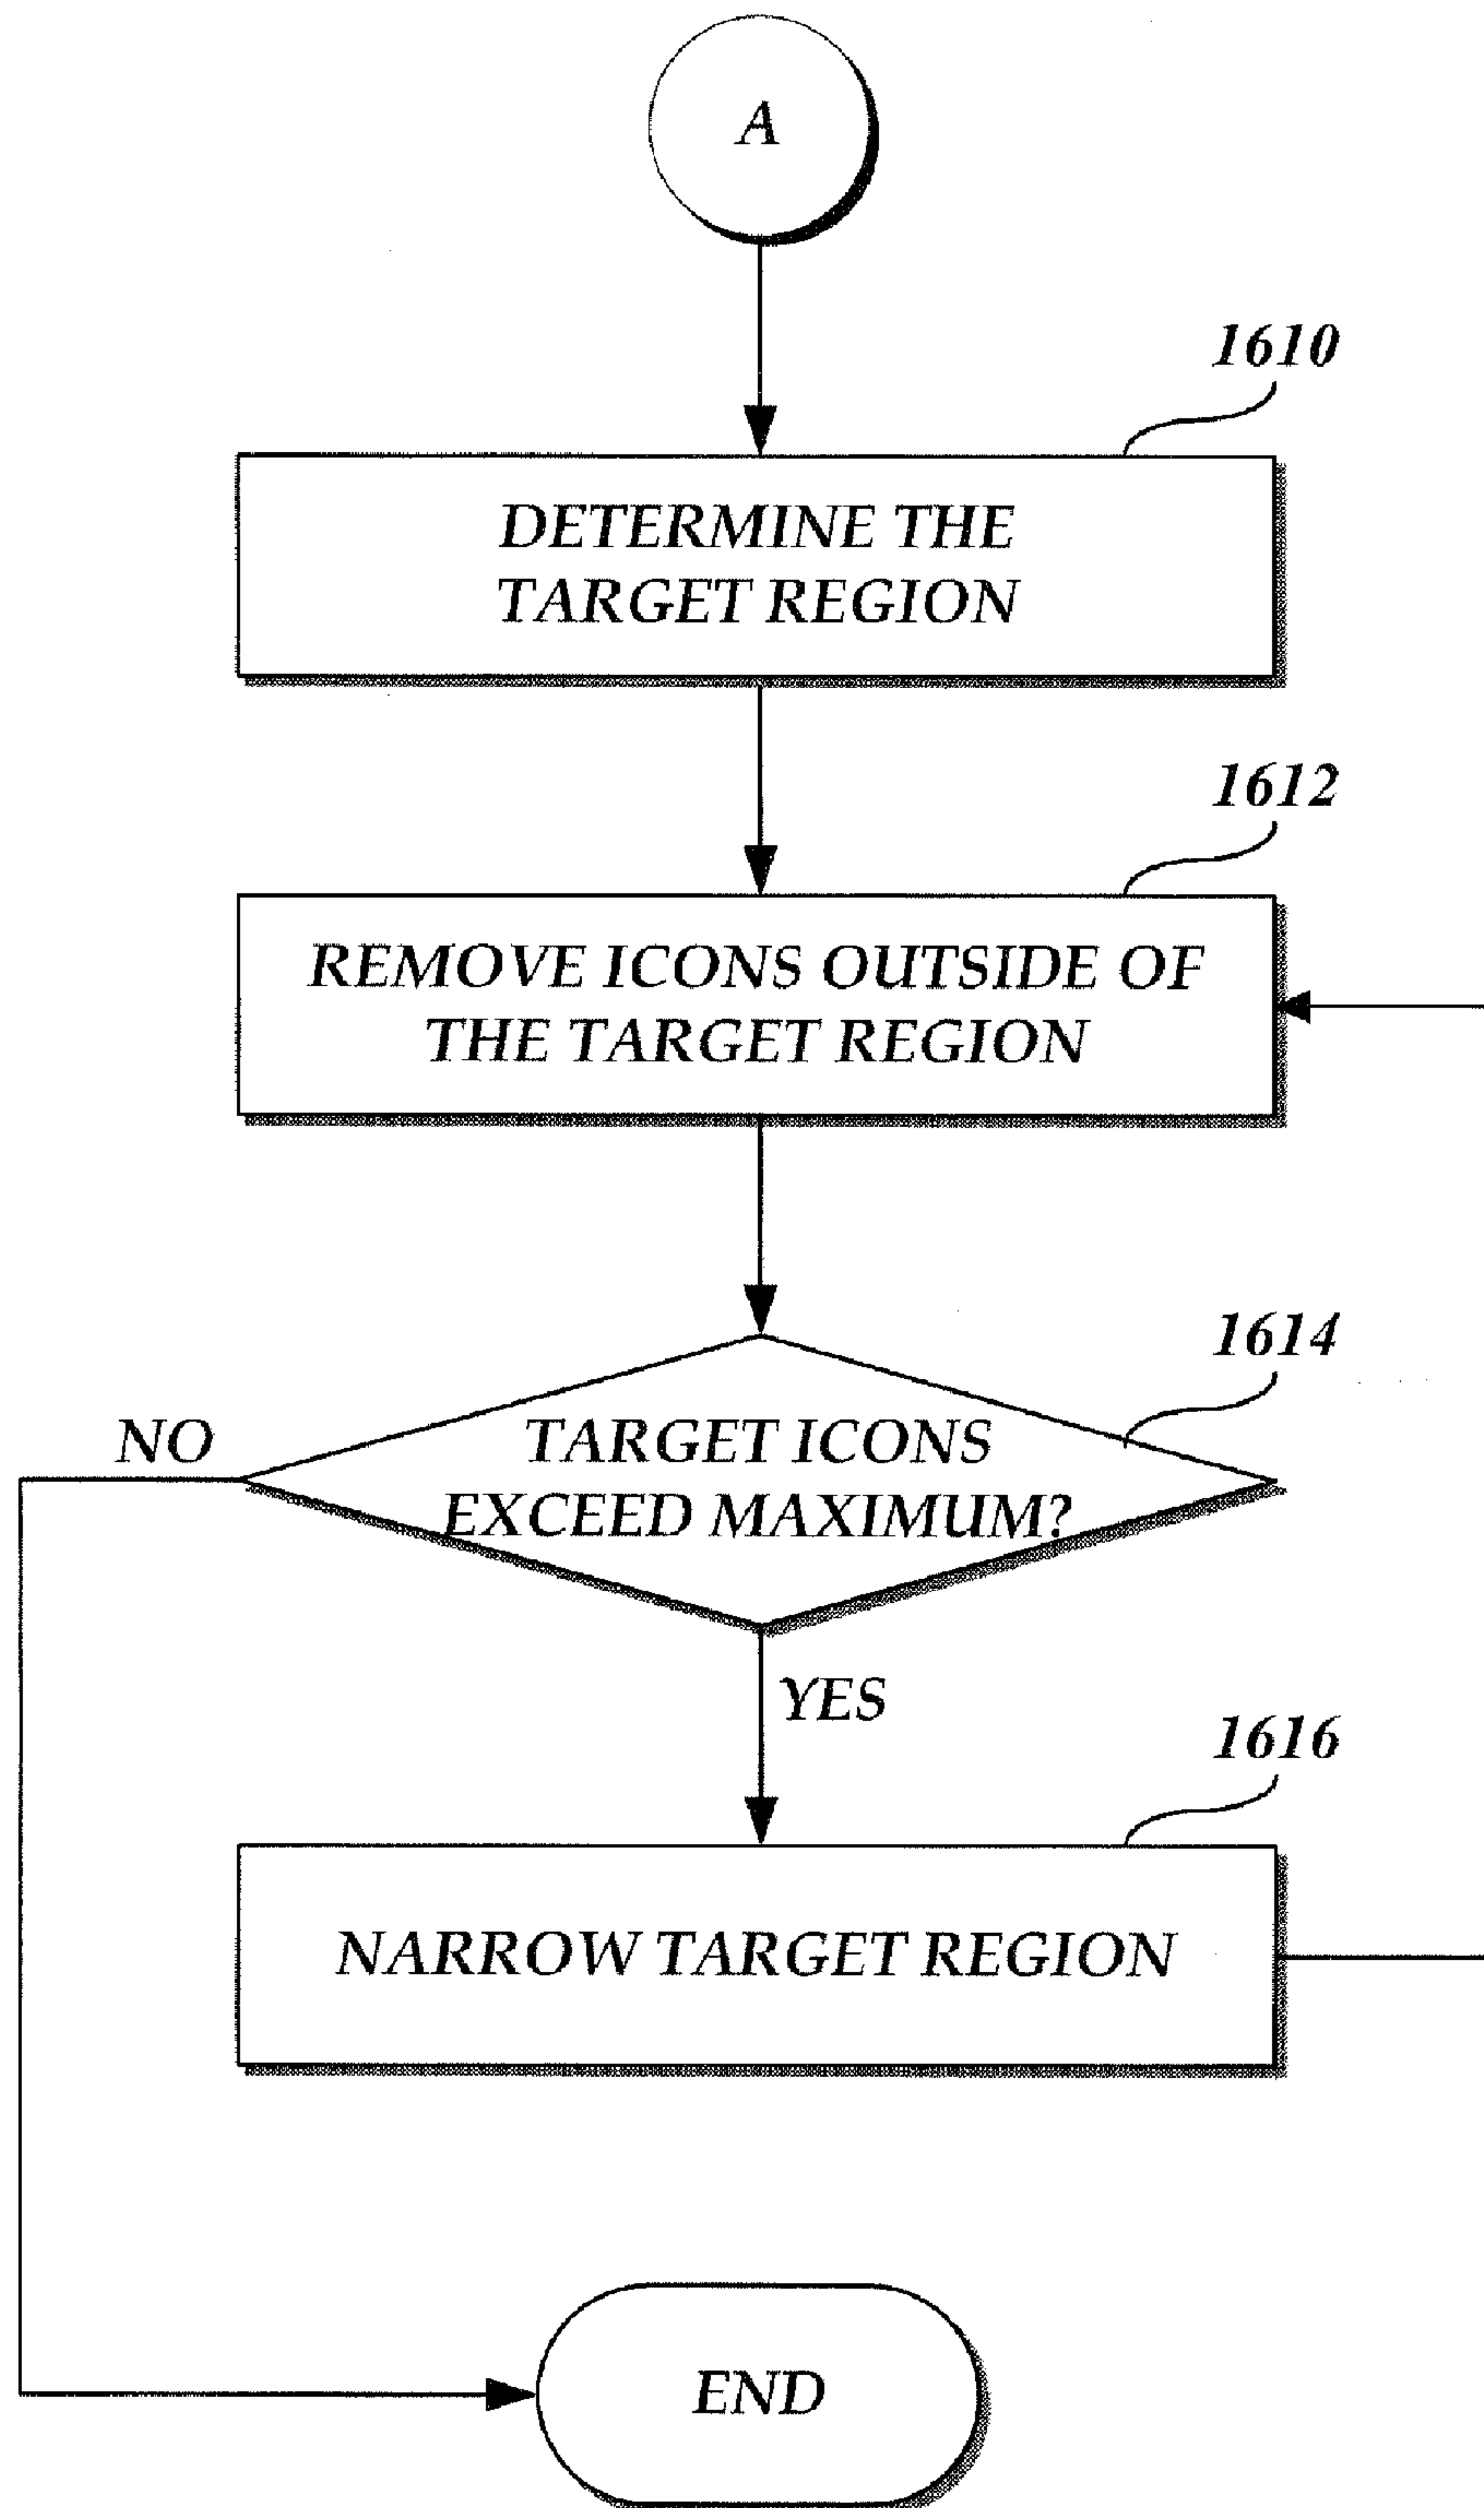 A
1610
DETERMINE THE
TARGET REGION
1612
REMOVE ICONS OUTSIDE OF
THE TARGET REGION
1614
NO
TARGET ICONS
EXCEED MAXIMUM?
YES
1616
NARROW TARGET REGION
END